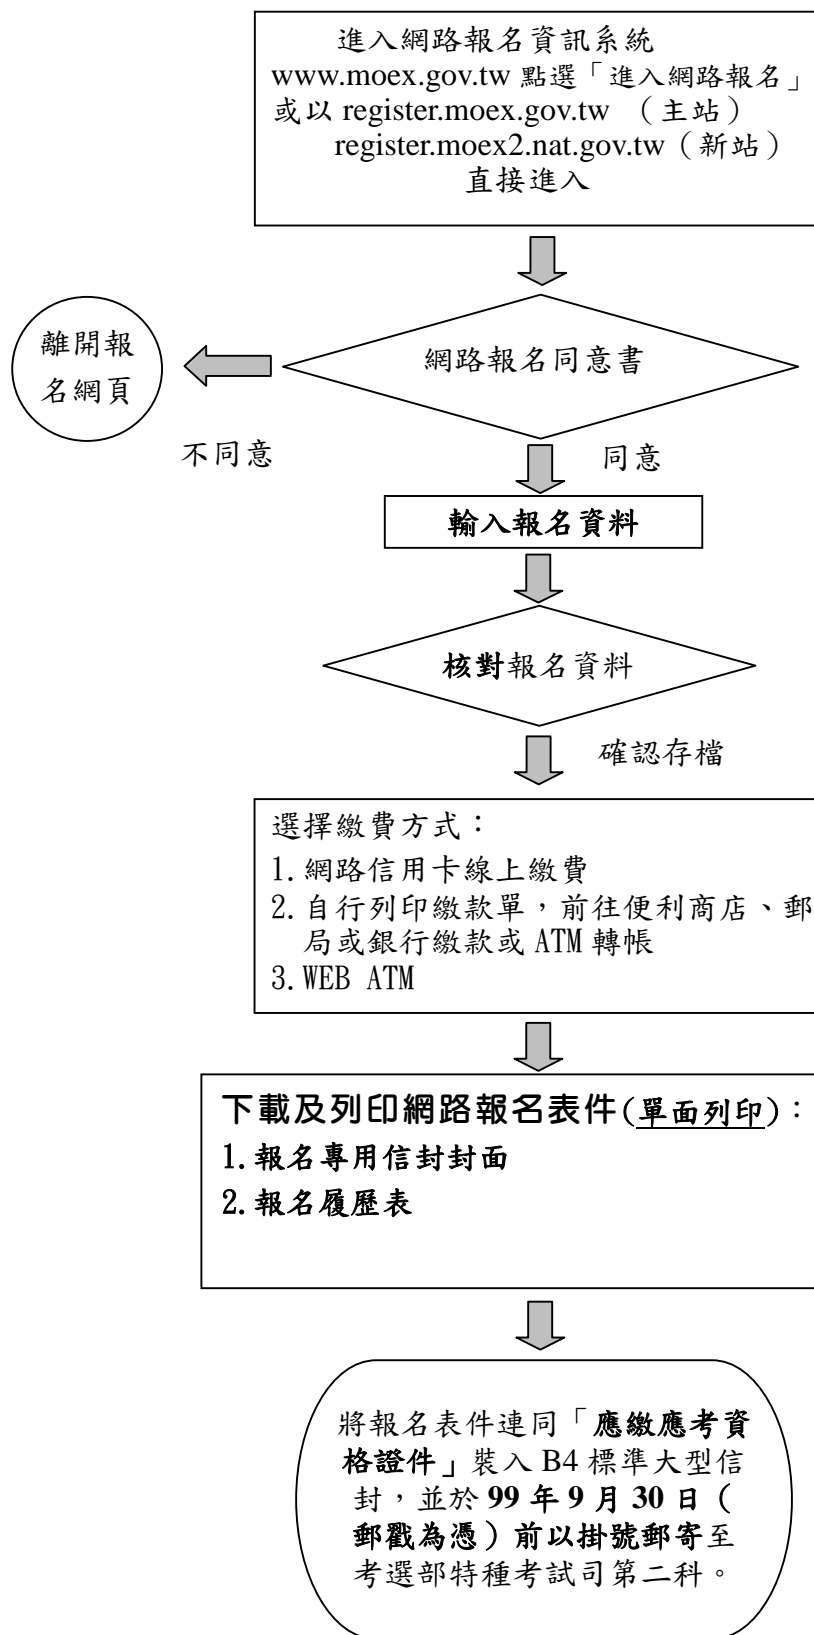 進入網路報名資訊系統
www.moex.gov.tw 點選「進入網路報名」
或以 register.moex.gov.tw （主站）
register.moex2.nat.gov.tw（新站）
直接進入
網路報名同意書
離開報
名網頁
不同意
同意
輸入報名資料
核對報名資料
確認存檔
選擇繳費方式：
1.網路信用卡線上繳費
2.自行列印繳款單，前往便利商店、郵
局或銀行繳款或 ATM 轉帳
3.WEB ATM
下載及列印網路報名表件(單面列印)：
1.報名專用信封封面
2.報名履歷表
將報名表件連同「應繳應考資
格證件」裝入 B4 標準大型信
封，並於 99 年 9 月 30 日（
郵戳為憑）前以掛號郵寄至
考選部特種考試司第二科。